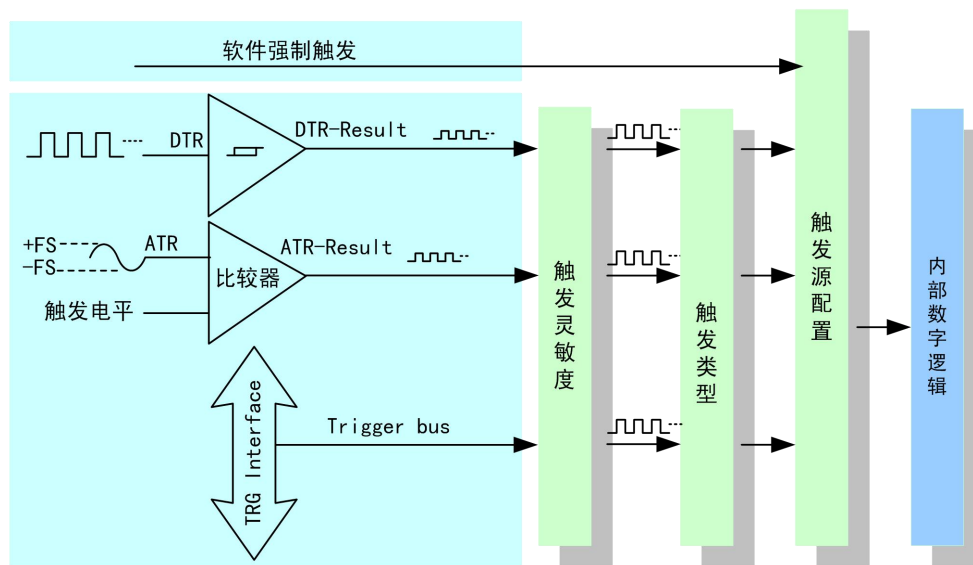 软件强制触发
DTR
DTR-Result
+FS
-FS
ATR
ATR-Result
比较器
触发电平
TRG Interface
Trigger bus
触发灵敏度
触发类型
触发源配置
内部数字逻辑